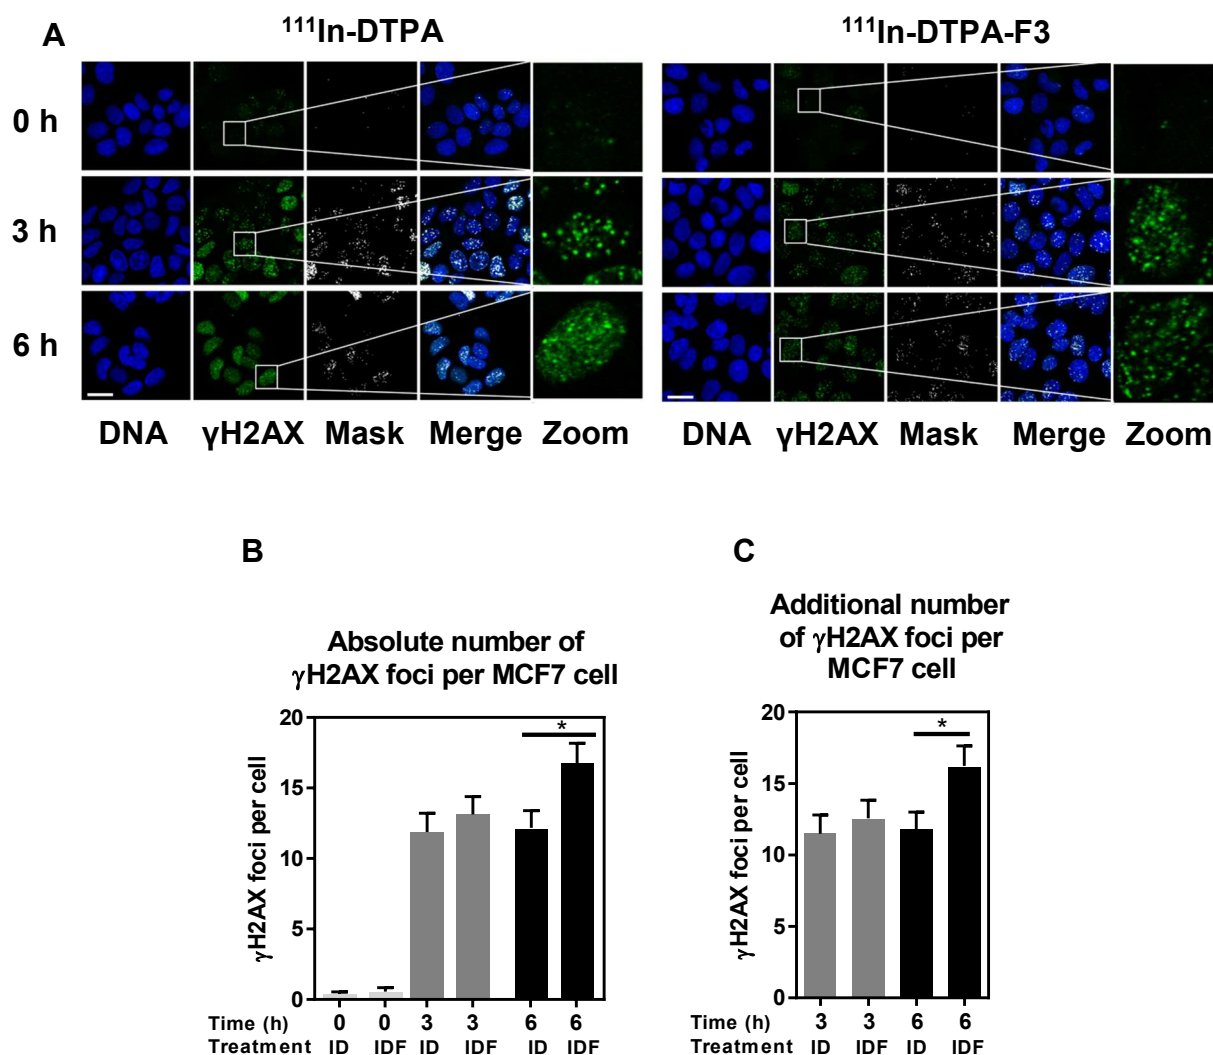 A
¹¹¹In-DTPA
¹¹¹In-DTPA-F3
0 h
3 h
6 h
DNA γH2AX Mask Merge Zoom
DNA γH2AX Mask Merge Zoom
B
Absolute number of
γH2AX foci per MCF7 cell
γH2AX foci per cell
20
15
10
5
0
*
Time (h) 0 0 3 3 6 6
Treatment ID IDF ID IDF ID IDF
C
Additional number
of γH2AX foci per
MCF7 cell
γH2AX foci per cell
20
15
10
5
0
*
Time (h) 3 3 6 6
Treatment ID IDF ID IDF